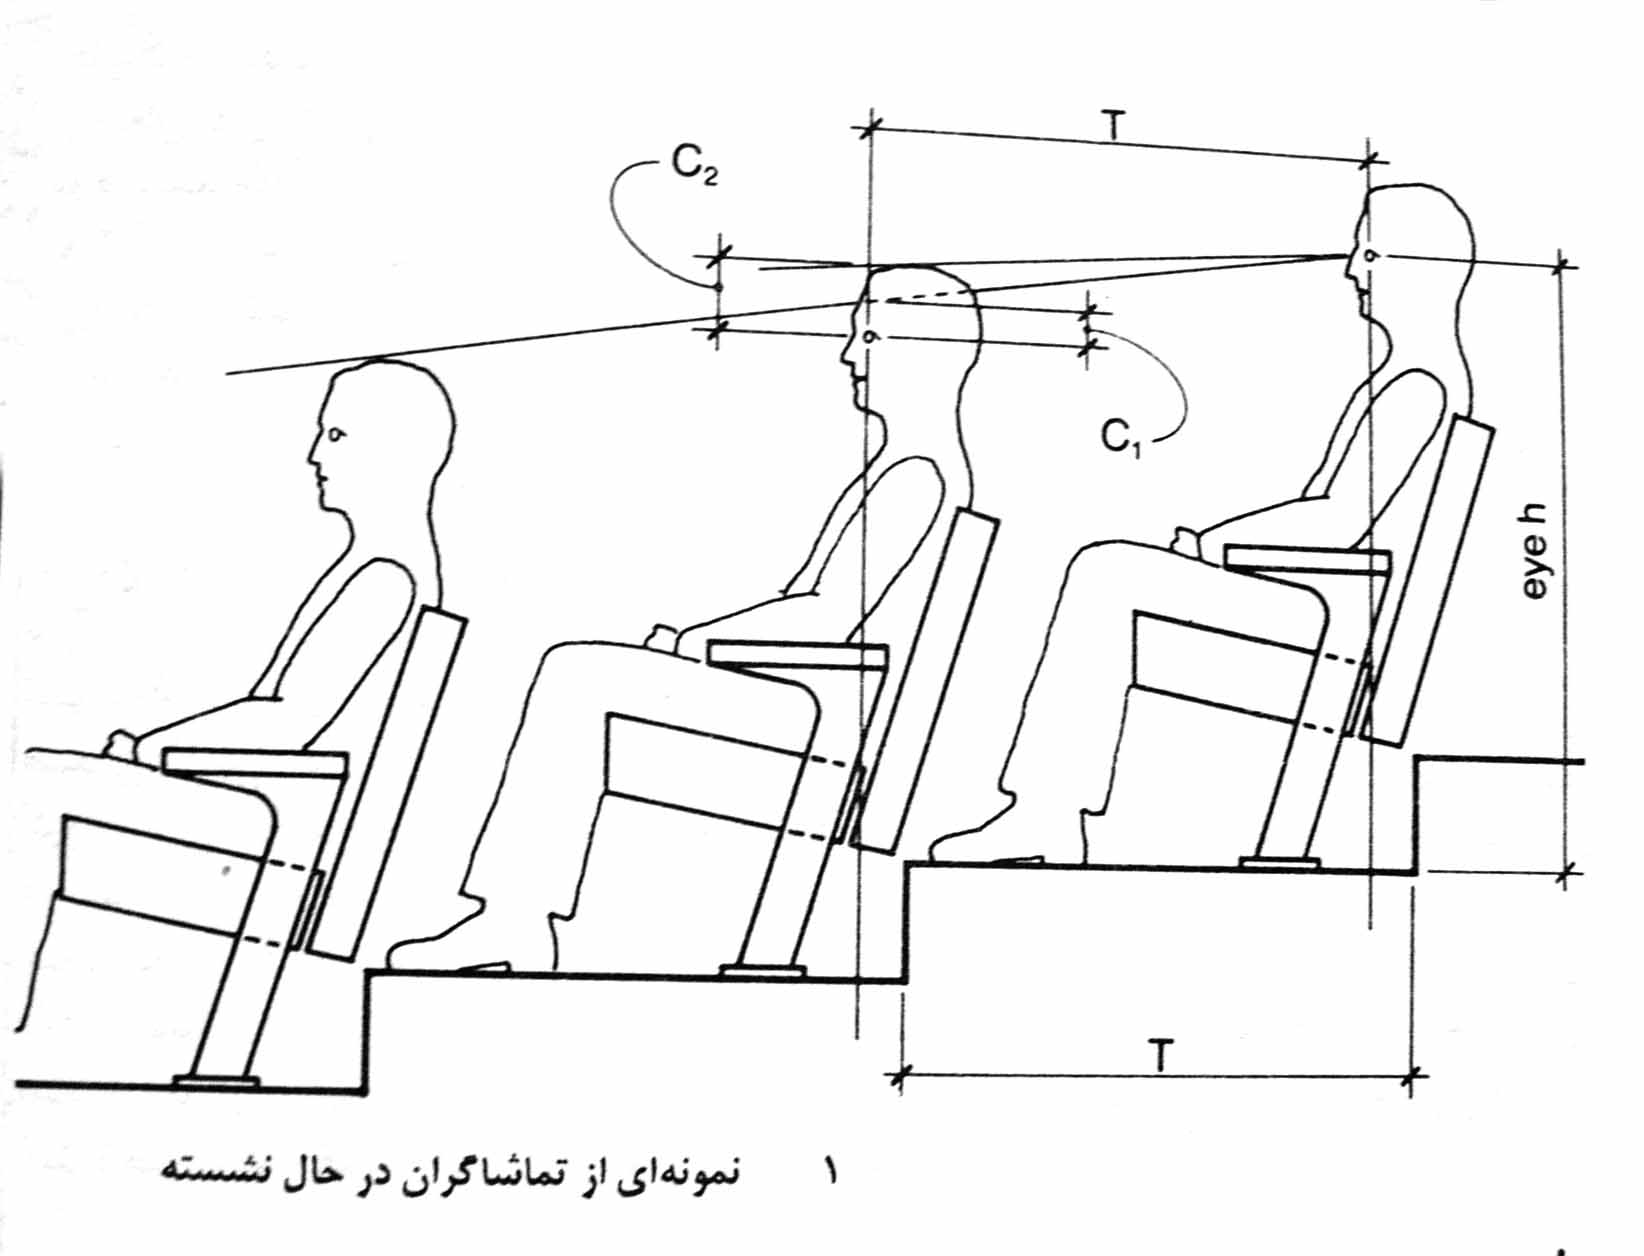 T
C₂
C₁
eye h
T
۱ نمونه‌ای از تماشاگران در حال نشسته